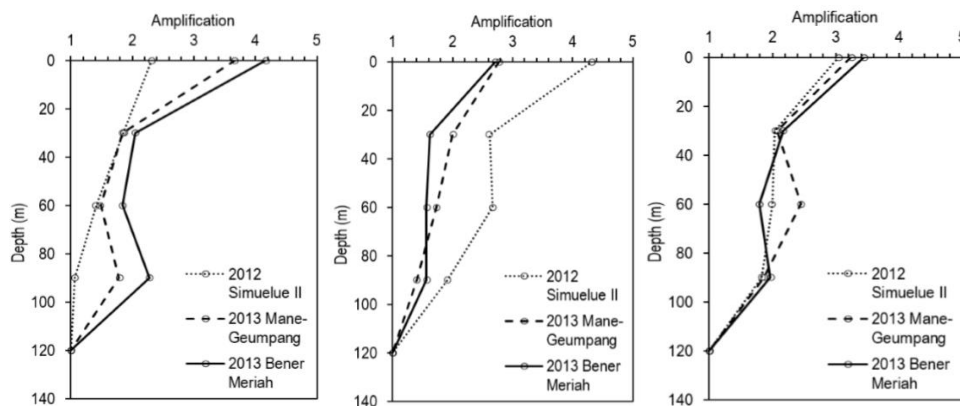 Amplification
1 2 3 4 5
0
20
40
60
80
100
120
140
Depth (m)
2012
Simuelue II
2013 Mane-
Geumpang
2013 Bener
Meriah
Amplification
1 2 3 4 5
0
20
40
60
80
100
120
140
Depth (m)
2012
Simuelue II
2013 Mane-
Geumpang
2013 Bener
Meriah
Amplification
1 2 3 4 5
0
20
40
60
80
100
120
140
Depth (m)
2012
Simuelue II
2013 Mane-
Geumpang
2013 Bener
Meriah